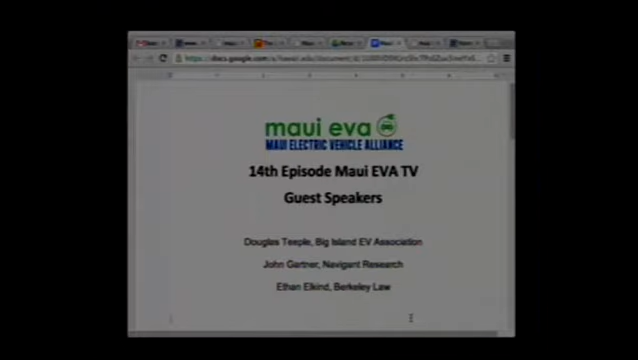 maui eva
MAUI ELECTRIC VEHICLE ALLIANCE
14th Episode Maui EVA TV
Guest Speakers
Douglas Teeple, Big Island EV Association
John Gartner, Navigant Research
Ethan Elkind, Berkeley Law